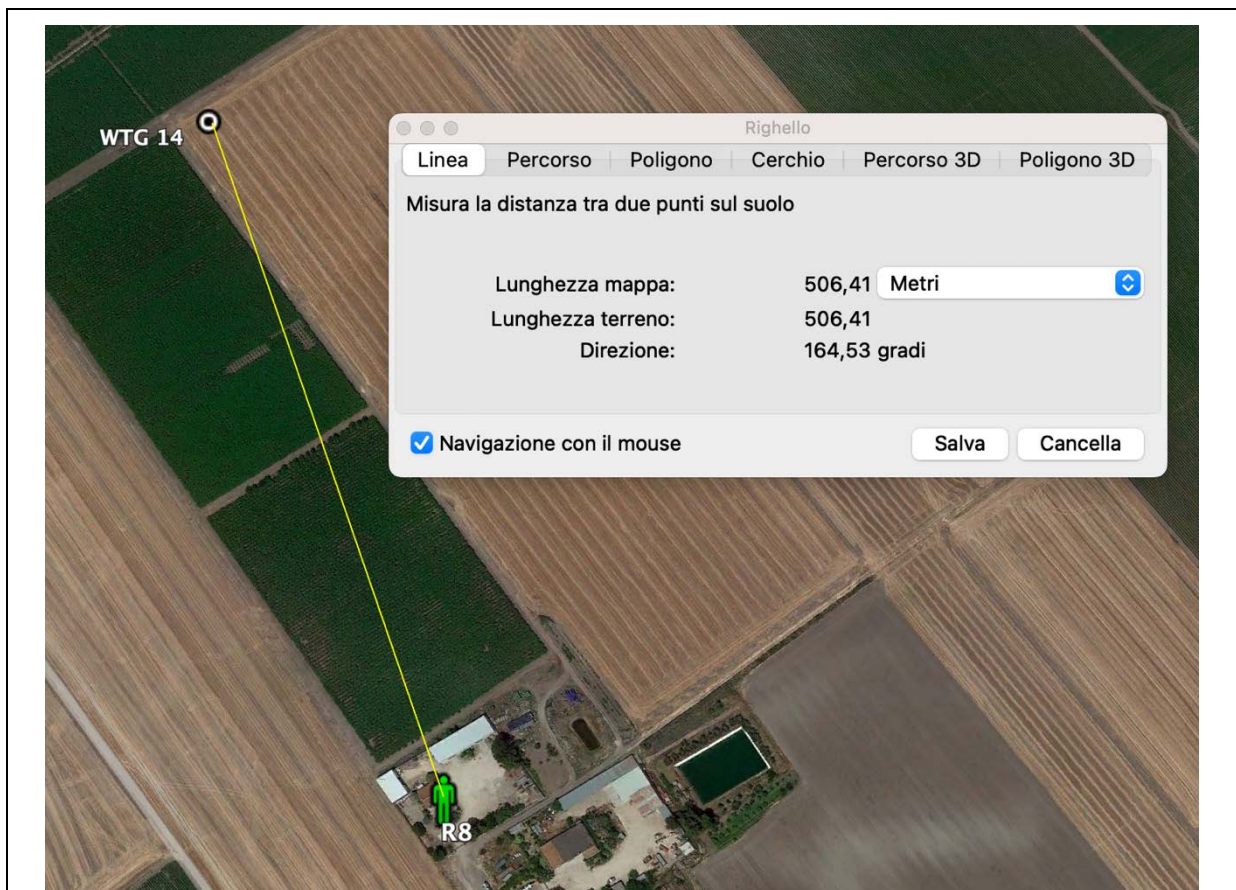 WTG 14
Righello
Linea Percorso Poligono Cerchio Percorso 3D Poligono 3D
Misura la distanza tra due punti sul suolo
Lunghezza mappa: 506,41 Metri
Lunghezza terreno: 506,41
Direzione: 164,53 gradi
Navigazione con il mouse Salva Cancella
R8